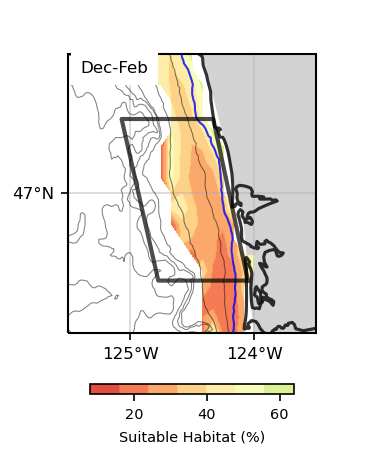 Dec-Feb
47°N
125°W 124°W
20 40 60
Suitable Habitat (%)